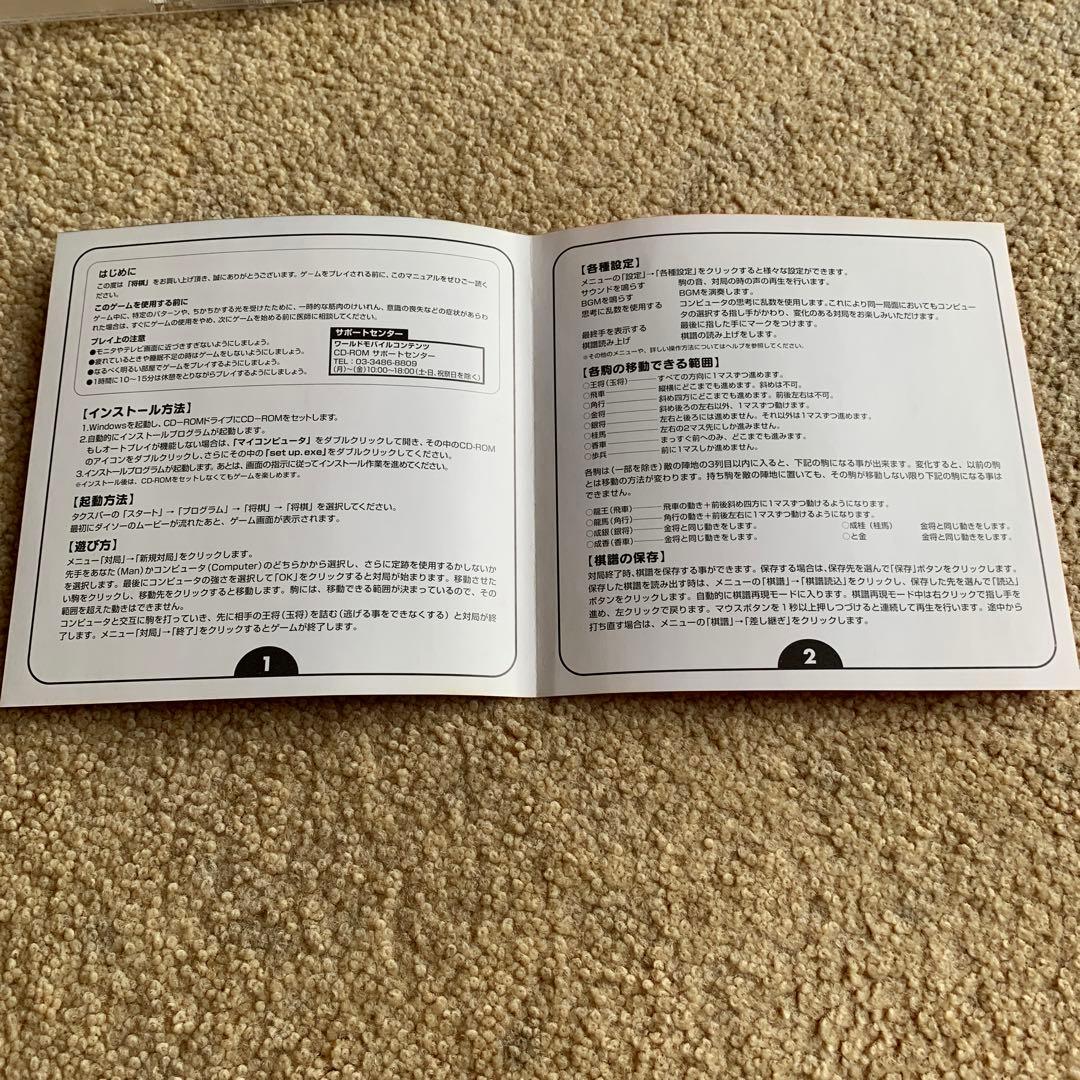 はじめに
この度は「将棋」をお買い上げ頂き、誠にありがとうございます。ゲームをプレイされる前に、このマニュアルをぜひご一読く
ださい。
このゲームを使用する前に
ゲーム中に、特定のパターンや、ちかちかする光を受けたために、一時的な筋肉のけいれん、意識の喪失などの症状があらわ
れた場合は、すぐにゲームの使用をやめ、次にゲームを始める前に医師に相談してください。
プレイ上の注意
●モニタやテレビ画面に近づきすぎないようにしましょう。
●疲れているときや睡眠不足の時はゲームをしないようにしましょう。
●なるべく明るい部屋でゲームをプレイするようにしましょう。
●1時間に10〜15分は休憩をとりながらプレイするようにしましょう。
サポートセンター
ワールドモバイルコンテンツ
CD-ROM サポートセンター
TEL：03-3486-8809
(月)〜(金)10:00〜18:00(土・日、祝祭日を除く)
【インストール方法】
1.Windowsを起動し、CD−ROMドライブにCD−ROMをセットします。
2.自動的にインストールプログラムが起動します。
もしオートプレイが機能しない場合は、「マイコンピュータ」をダブルクリックして開き、その中のCD-ROM
のアイコンをダブルクリック、さらにその中の「set up.exe」をダブルクリックしてください。
3.インストールプログラムが起動します。あとは、画面の指示に従ってインストール作業を進めてください。
※インストール後は、CD-ROMをセットしなくてもゲームを楽しめます。
【起動方法】
タクスバーの「スタート」→「プログラム」→「将棋」→「将棋」を選択してください。
最初にダイソーのムービーが流れたあと、ゲーム画面が表示されます。
【遊び方】
メニュー「対局」→「新規対局」をクリックします。
先手をあなた(Man)かコンピュータ(Computer)のどちらかから選択し、さらに定跡を使用するかしないか
を選択します。最後にコンピュータの強さを選択して「OK」をクリックすると対局が始まります。移動させた
い駒をクリックし、移動先をクリックすると移動します。駒には、移動できる範囲が決まっているので、その
範囲を超えた動きはできません。
コンピュータと交互に駒を打っていき、先に相手の王将(玉将)を詰む(逃げる事をできなくする)と対局が終
了します。メニュー「対局」→「終了」をクリックするとゲームが終了します。
1
【各種設定】
メニューの「設定」→「各種設定」をクリックすると様々な設定ができます。
サウンドを鳴らす 駒の音、対局の時の声の再生を行います。
BGMを鳴らす BGMを演奏します。
思考に乱数を使用する コンピュータの思考に乱数を使用します。これにより同一局面においてもコンピュー
タの選択する指し手がかわり、変化のある対局をお楽しみいただけます。
最終手を表示する 最後に指した手にマークをつけます。
棋譜読み上げ 棋譜の読み上げをします。
※その他のメニューや、詳しい操作方法についてはヘルプを参照してください。
【各駒の移動できる範囲】
○王将(玉将) すべての方向に1マスずつ進めます。
○飛車 縦横にどこまでも進めます。斜めは不可。
○角行 斜め四方にどこまでも進めます。前後左右は不可。
○金将 斜め後ろの左右以外、1マスずつ動けます。
○銀将 左右と後ろには進めません。それ以外は1マスずつ進めます。
○桂馬 左右の2マス先にしか進みません。
○香車 まっすぐ前へのみ、どこまでも進みます。
○歩兵 前に1マスしか進めません。
各駒は(一部を除き)敵の陣地の3列目以内に入ると、下記の駒になる事が出来ます。変化すると、以前の駒
とは移動の方法が変わります。持ち駒を敵の陣地に置いても、その駒が移動しない限り下記の駒になる事は
できません。
○龍王(飛車) 飛車の動き＋前後斜め四方に1マスずつ動けるようになります。
○龍馬(角行) 角行の動き＋前後左右に1マスずつ動けるようになります。
○成銀(銀将) 金将と同じ動きをします。 ○成桂(桂馬) 金将と同じ動きをします。
○成香(香車) 金将と同じ動きをします。 ○と金 金将と同じ動きをします。
【棋譜の保存】
対局終了時、棋譜を保存する事ができます。保存する場合は、保存先を選んで「保存」ボタンをクリックします。
保存した棋譜を読み出す時は、メニューの「棋譜」→「棋譜読込」をクリックし、保存した先を選んで「読込」
ボタンをクリックします。自動的に棋譜再現モードに入ります。棋譜再現モード中は右クリックで指し手を
進め、左クリックで戻ります。マウスボタンを1秒以上押しつづけると連続して再生を行います。途中から
打ち直す場合は、メニューの「棋譜」→「差し継ぎ」をクリックします。
2